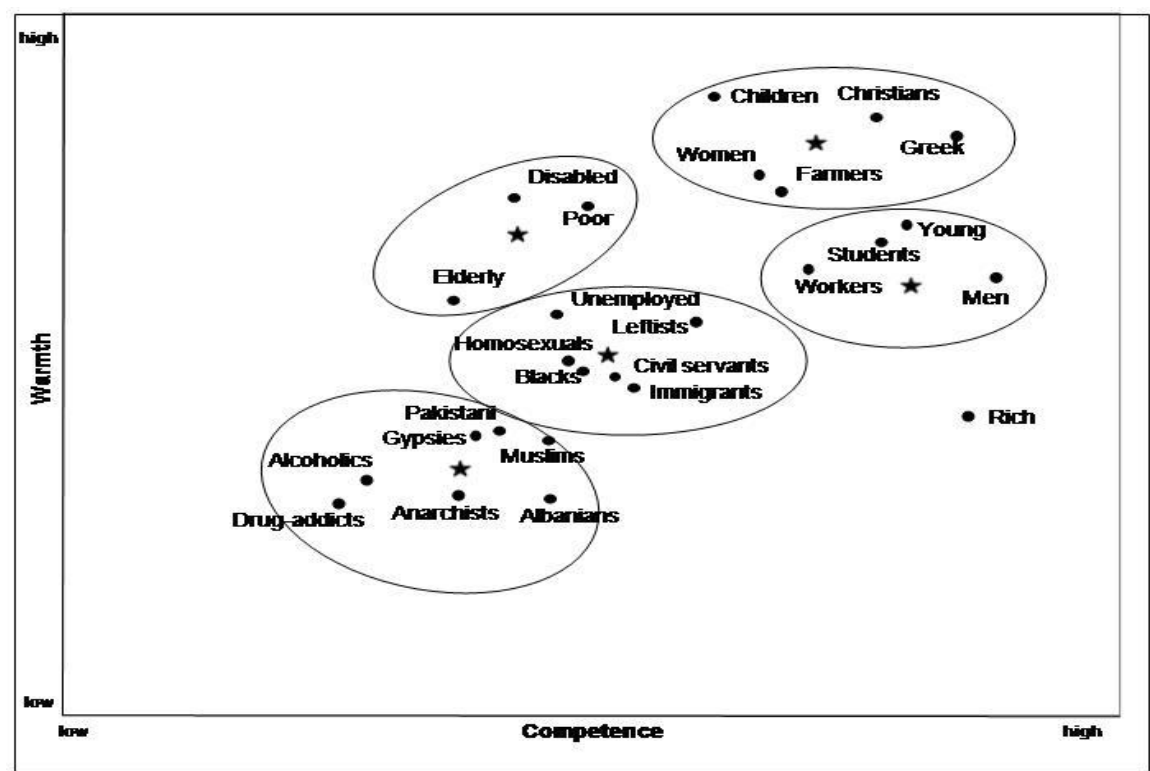 high
Children
Christians
Women
Greek
Farmers
Disabled
Poor
Young
Students
Elderly
Workers
Men
Unemployed
Leftists
Homosexuals
Civil servants
Blacks
Immigrants
Warmth
Pakistani
Rich
Gypsies
Muslims
Alcoholics
Anarchists
Albanians
Drug-addicts
low
low
Competence
high